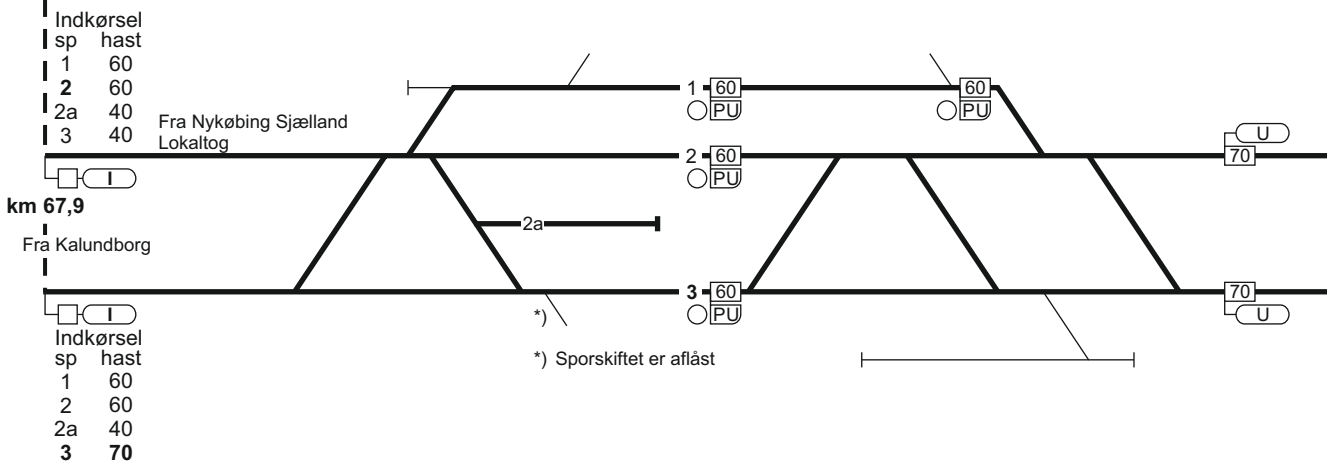 Indkørsel
sp hast
1 60
2 60
2a 40
3 40
Fra Nykøbing Sjælland
Lokaltog
1 60 60
PU PU
U
2 60 70
I PU
km 67,9
2a
Fra Kalundborg
3 60 70
I *) PU U
Indkørsel
sp hast
*) Sporskiftet er aflåst
1 60
2 60
2a 40
3 70